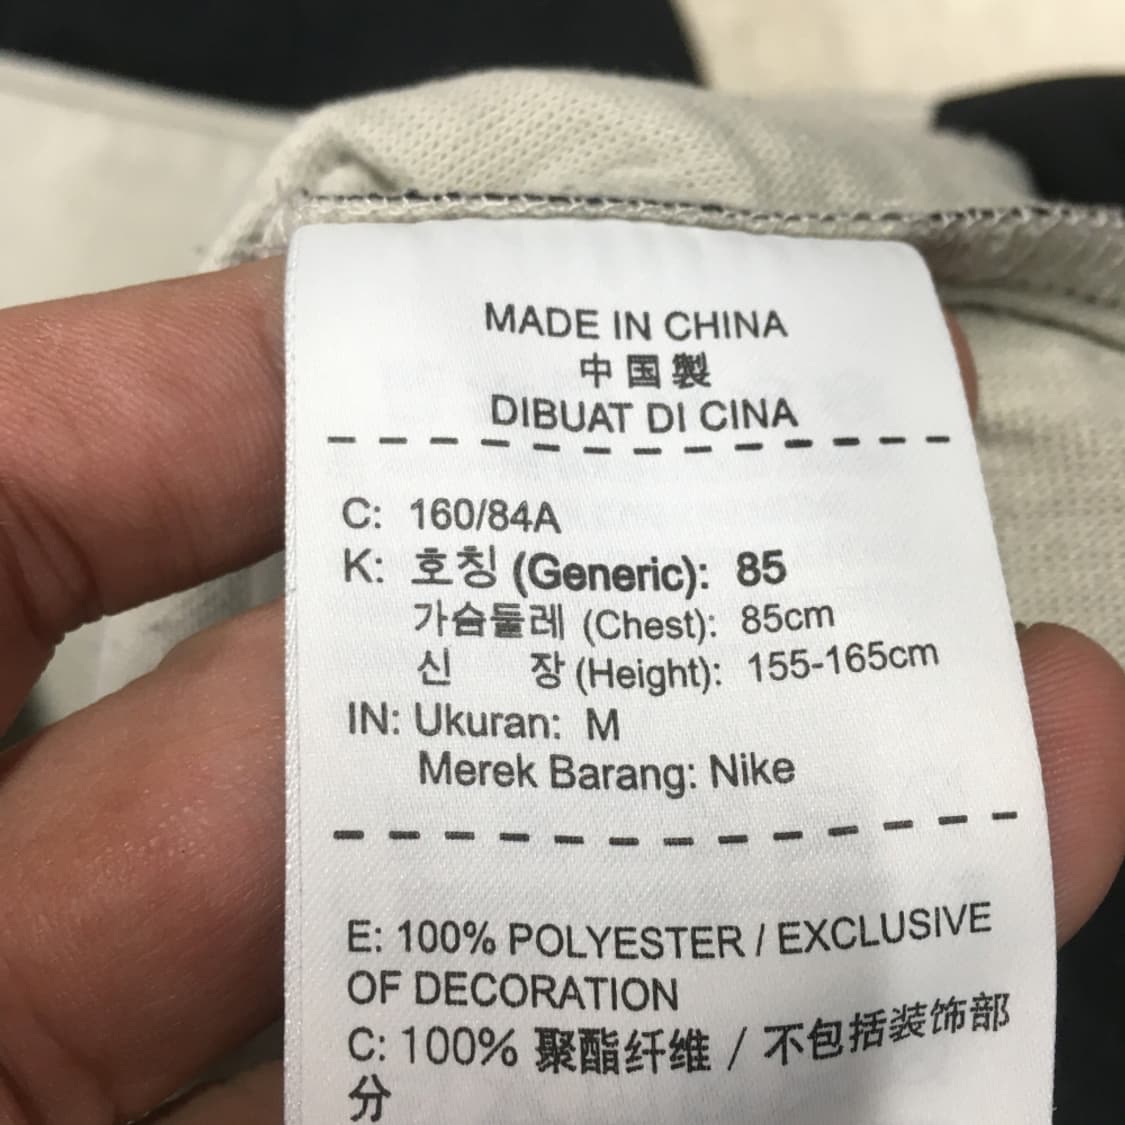 MADE IN CHINA
中国製
DIBUAT DI CINA
C: 160/84A
K: 호칭 (Generic): 85
가슴둘레 (Chest): 85cm
신 장 (Height): 155-165cm
IN: Ukuran: M
Merek Barang: Nike
E: 100% POLYESTER / EXCLUSIVE
OF DECORATION
C: 100% 聚酯纤维 / 不包括装饰部
分